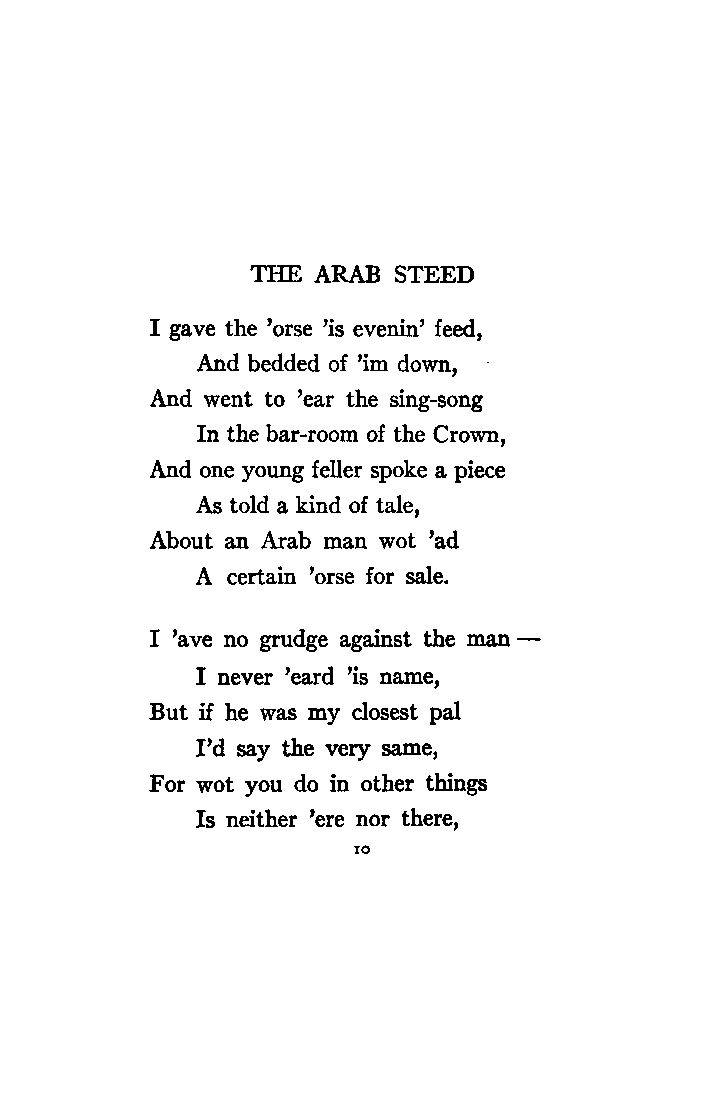 THE ARAB STEED
I gave the ’orse ’is evenin’ feed,
And bedded of ’im down,
And went to ’ear the sing-song
In the bar-room of the Crown,
And one young feller spoke a piece
As told a kind of tale,
About an Arab man wot ’ad
A certain ’orse for sale.
I ’ave no grudge against the man —
I never ’eard ’is name,
But if he was my closest pal
I’d say the very same,
For wot you do in other things
Is neither ’ere nor there,
10